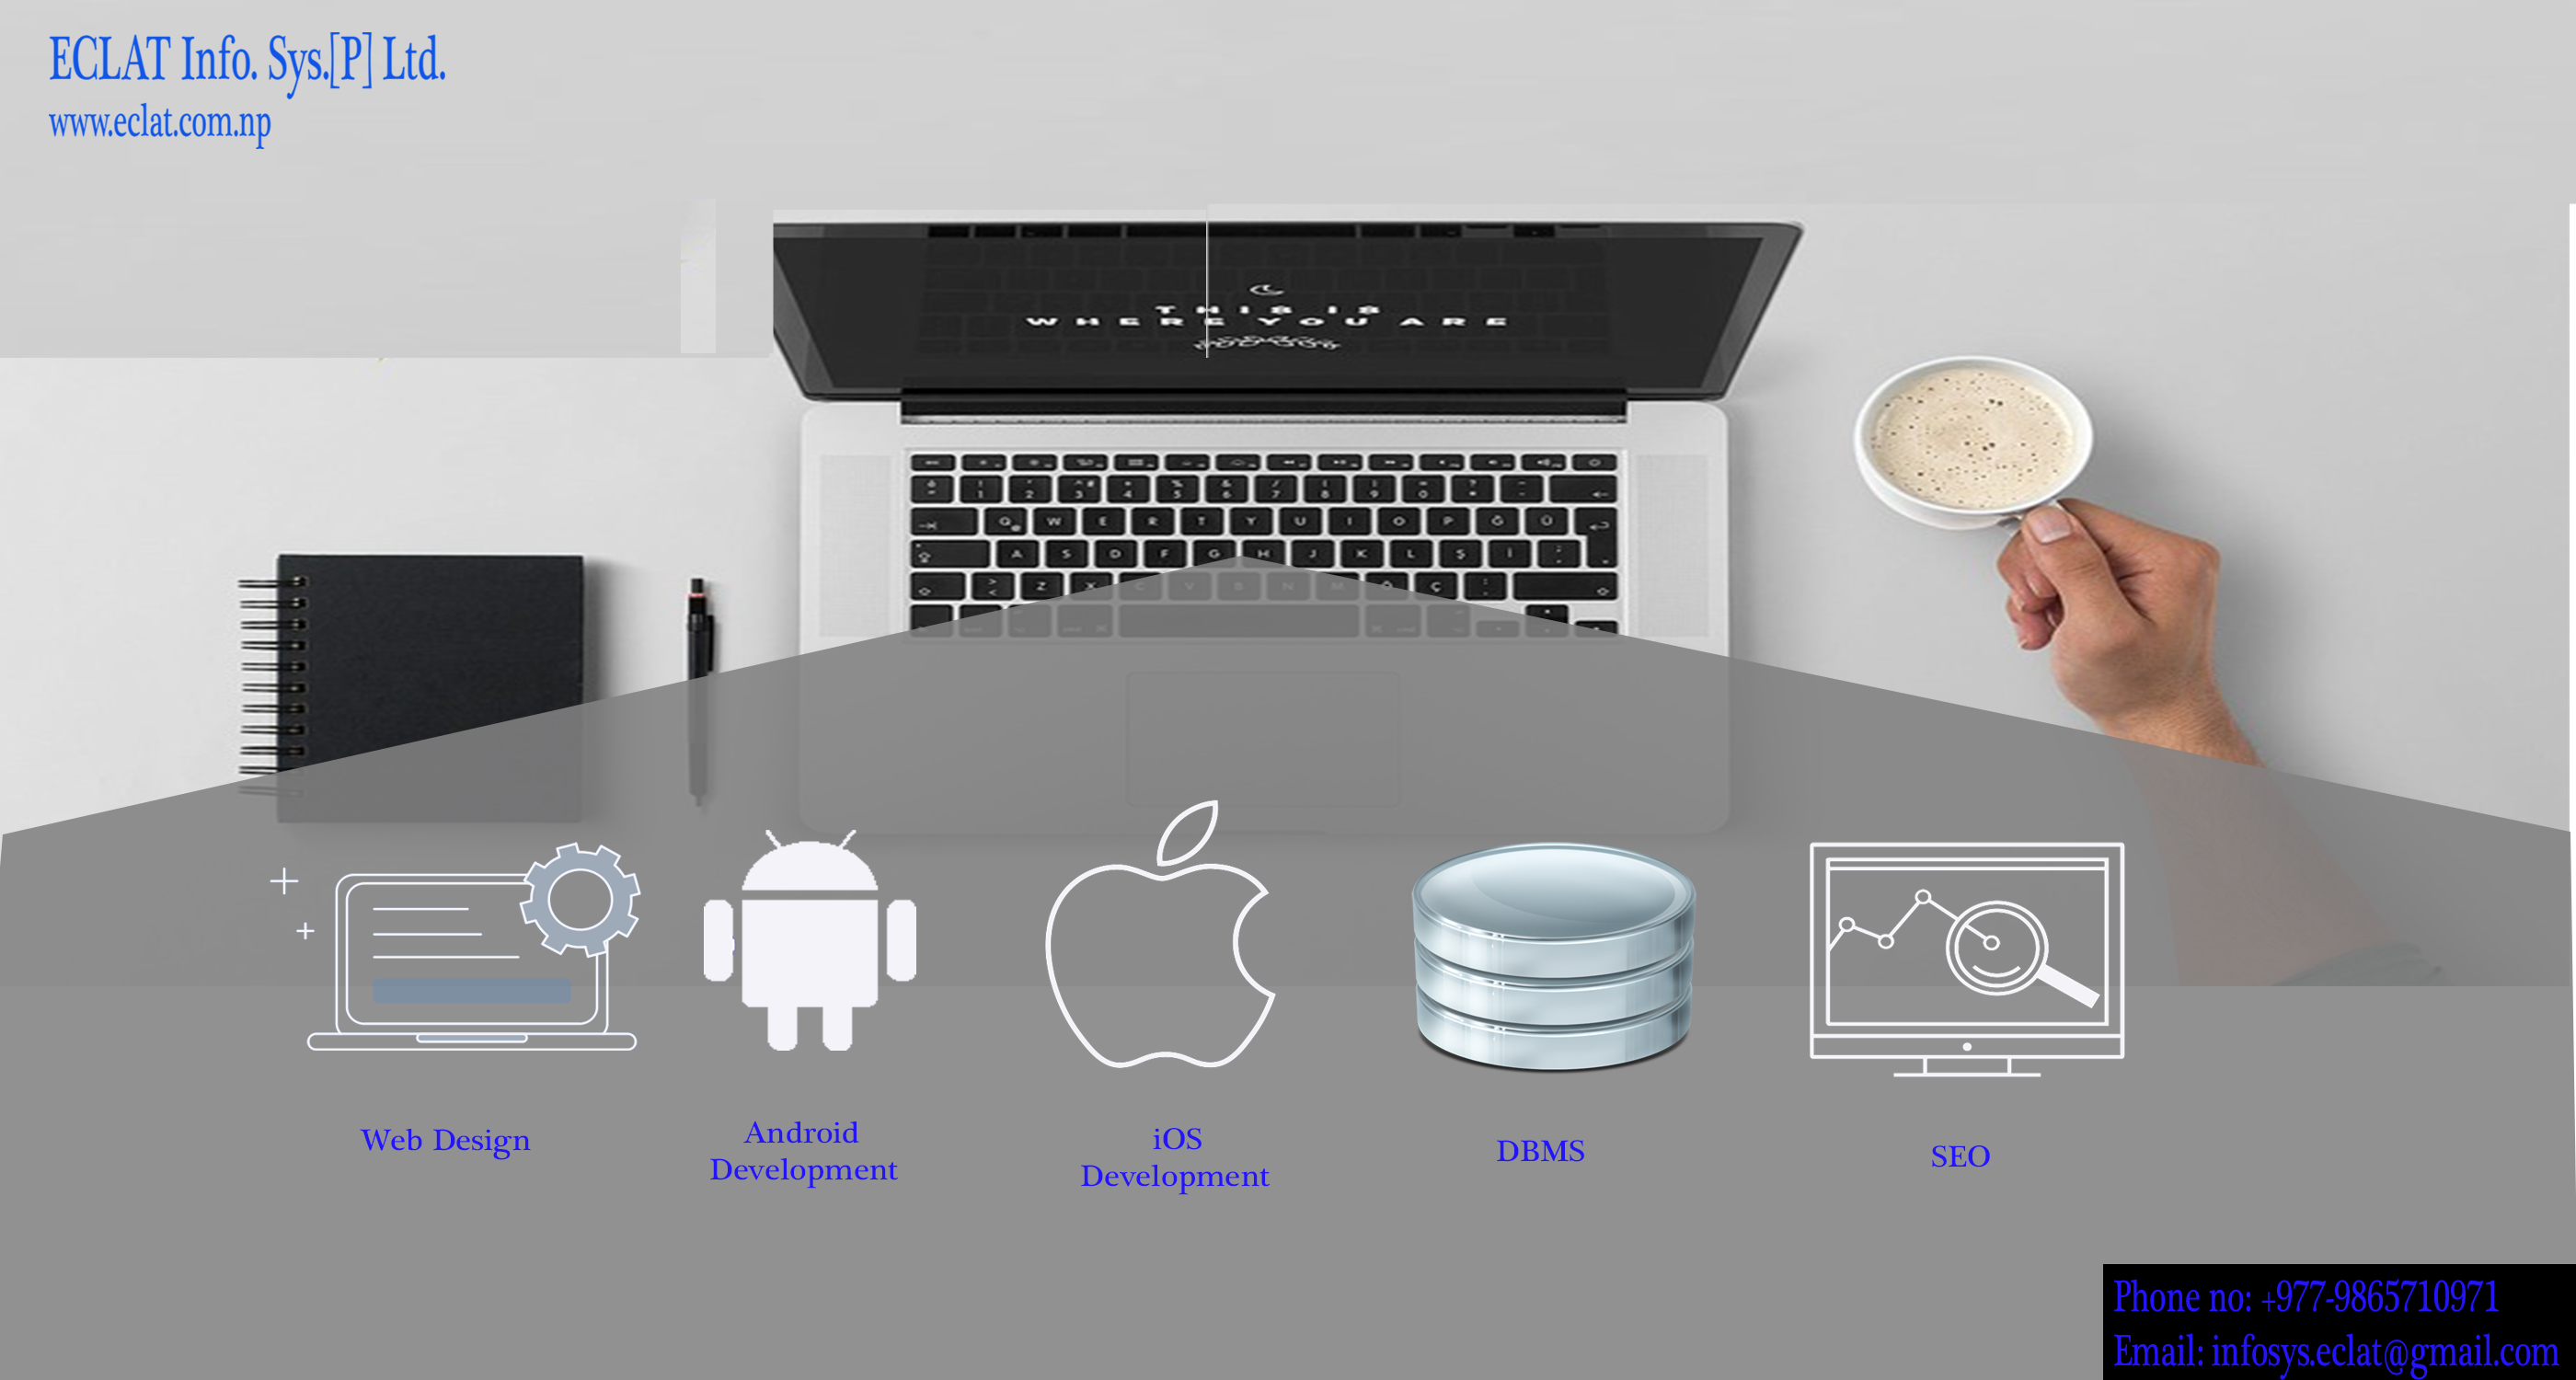 ECLAT Info. Sys.[P] Ltd.
www.eclat.com.np
THIS IS
WHERE YOU ARE
Web Design
Android
Development
iOS
Development
DBMS
SEO
Phone no: +977-9865710971
Email: infosys.eclat@gmail.com